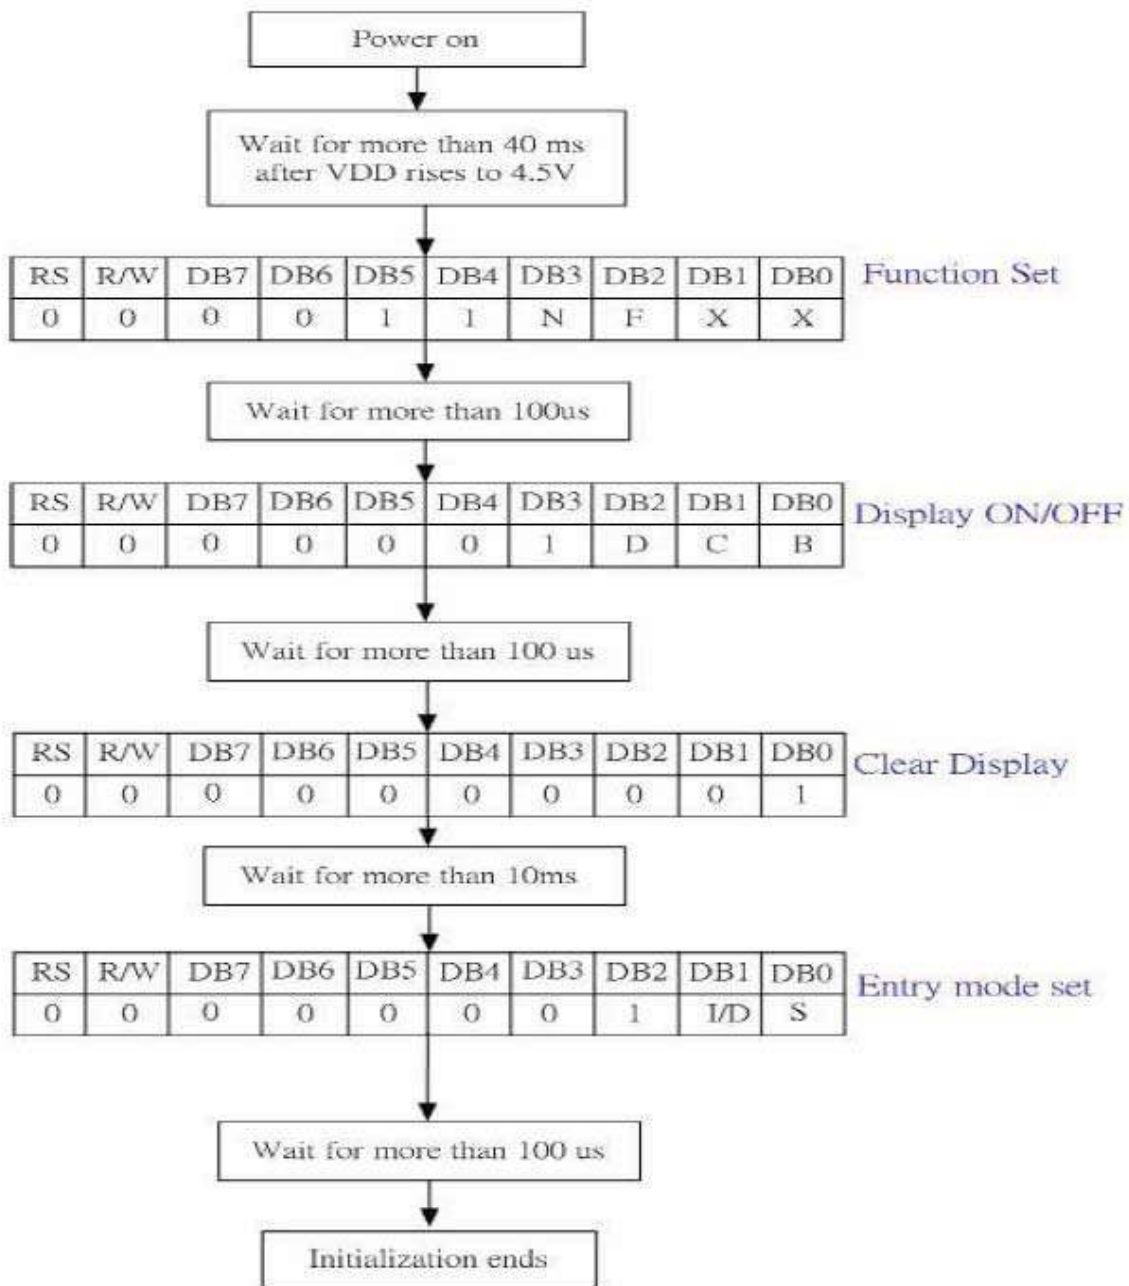 Power on
Wait for more than 40 ms
after VDD rises to 4.5V
RS R/W DB7 DB6 DB5 DB4 DB3 DB2 DB1 DB0 Function Set
0 0 0 0 1 1 N F X X
Wait for more than 100us
RS R/W DB7 DB6 DB5 DB4 DB3 DB2 DB1 DB0 Display ON/OFF
0 0 0 0 0 0 1 D C B
Wait for more than 100 us
RS R/W DB7 DB6 DB5 DB4 DB3 DB2 DB1 DB0 Clear Display
0 0 0 0 0 0 0 0 0 1
Wait for more than 10ms
RS R/W DB7 DB6 DB5 DB4 DB3 DB2 DB1 DB0 Entry mode set
0 0 0 0 0 0 0 1 I/D S
Wait for more than 100 us
Initialization ends